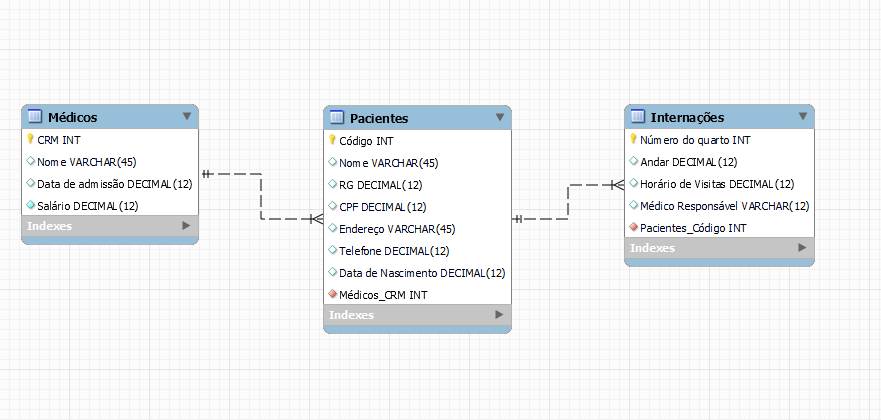 Médicos
CRM INT
Nome VARCHAR(45)
Data de admissão DECIMAL(12)
Salário DECIMAL(12)
Indexes
Pacientes
Código INT
Nome VARCHAR(45)
RG DECIMAL(12)
CPF DECIMAL(12)
Endereço VARCHAR(45)
Telefone DECIMAL(12)
Data de Nascimento DECIMAL(12)
Médicos_CRM INT
Indexes
Internações
Número do quarto INT
Andar DECIMAL(12)
Horário de Visitas DECIMAL(12)
Médico Responsável VARCHAR(12)
Pacientes_Código INT
Indexes